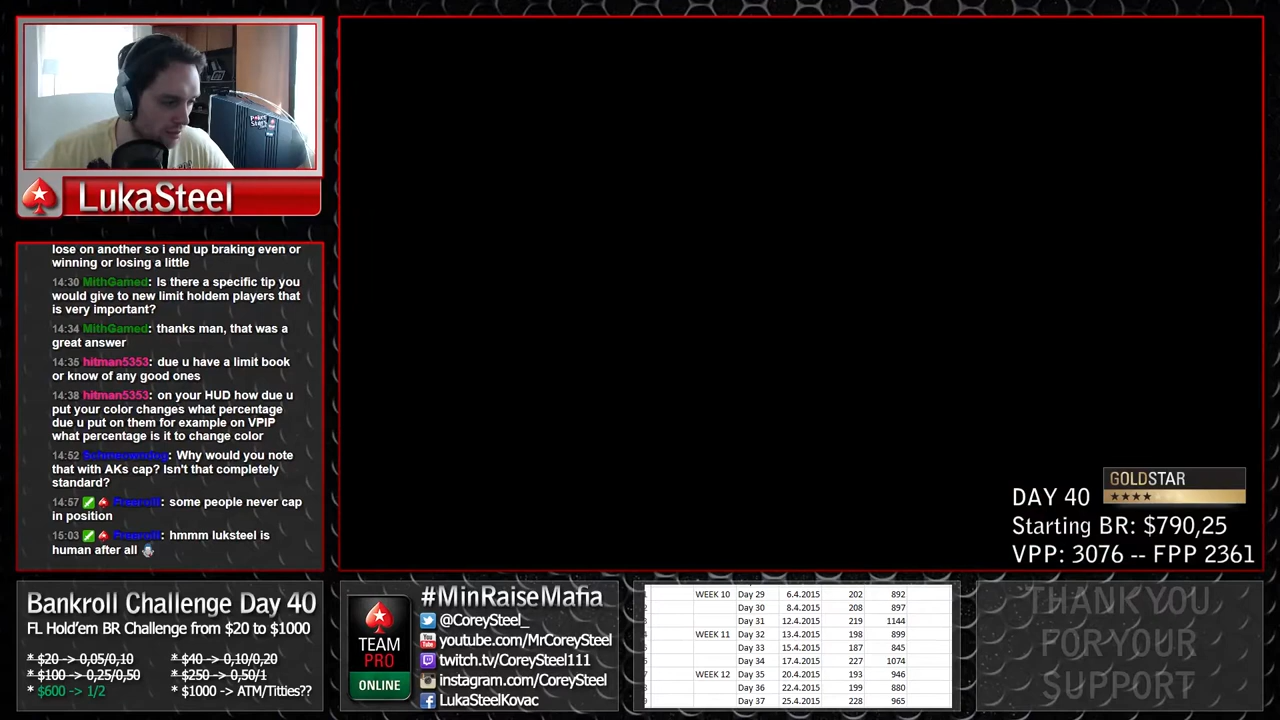 LukaSteel
lose on another so i end up braking even or
winning or losing a little
14:30 MithGamed: Is there a specific tip you
would give to new limit holdem players that
is very important?
14:34 MithGamed: thanks man, that was a
great answer
14:35 hitman5353: due u have a limit book
or know of any good ones
14:38 hitman5353: on your HUD how due u
put your color changes what percentage
due u put on them for example on VPIP
what percentage is it to change color
14:52 Why would you note
that with AKs cap? Isn't that completely
standard?
14:57 some people never cap
in position
15:03 hmmm luksteel is
human after all
GOLDSTAR
DAY 40
Starting BR: $790,25
VPP: 3076 -- FPP 2361
Bankroll Challenge Day 40
FL Hold'em BR Challenge from $20 to $1000
* $20 -> 0,05/0,10 * $40 -> 0,10/0,20
* $100 -> 0,25/0,50 * $250 -> 0,50/1
* $600 -> 1/2 * $1000 -> ATM/Titties??
TEAM
PRO
ONLINE
#MinRaiseMafia
@CoreySteel_
youtube.com/MrCoreySteel
twitch.tv/CoreySteel111
instagram.com/CoreySteel
LukaSteelKovac
WEEK 10 Day 29 6.4.2015 202 892
Day 30 8.4.2015 208 897
Day 31 12.4.2015 219 1144
WEEK 11 Day 32 13.4.2015 198 899
Day 33 15.4.2015 187 845
Day 34 17.4.2015 227 1074
WEEK 12 Day 35 20.4.2015 193 946
Day 36 22.4.2015 199 880
Day 37 25.4.2015 228 965
THANK YOU
FOR YOUR
SUPPORT